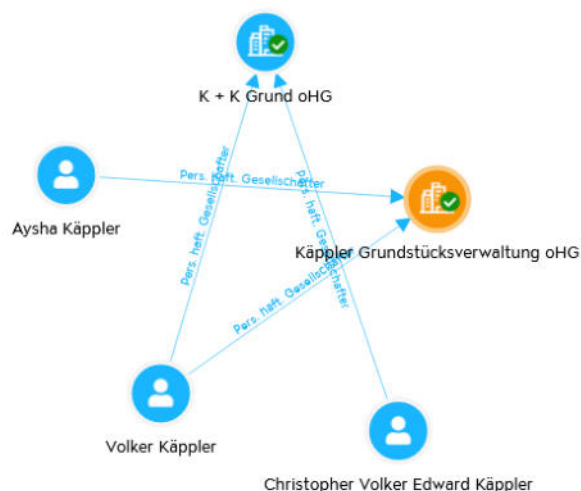 K + K Grund oHG
Pers. haft. Gesellschafter
Aysha Käppler
Pers. haft. Gesellschafter
Pers. haft. Gesellschafter
Käppler Grundstücksverwaltung oHG
Pers. haft. Gesellschafter
Volker Käppler
Christopher Volker Edward Käppler